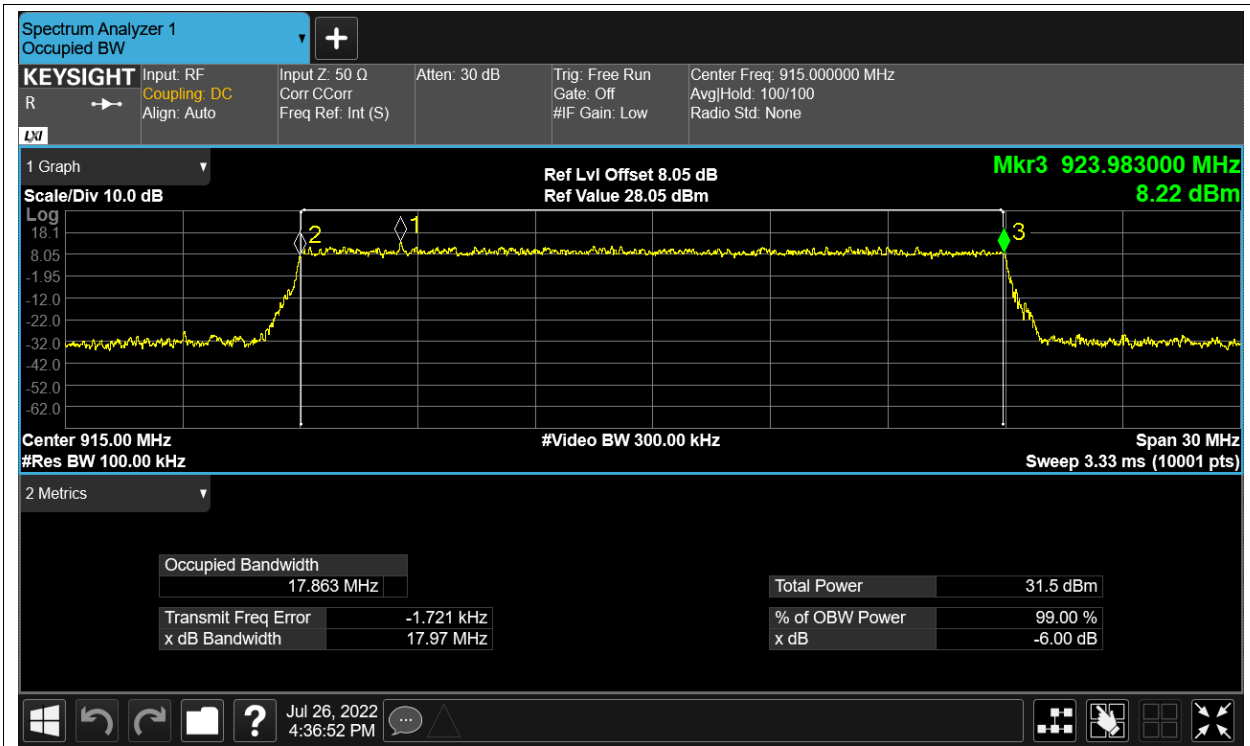 Spectrum Analyzer 1
Occupied BW
KEYSIGHT
R
LXI
Input: RF
Coupling: DC
Align: Auto
Input Z: 50 Ω
Corr CCorr
Freq Ref: Int (S)
Atten: 30 dB
Trig: Free Run
Gate: Off
#IF Gain: Low
Center Freq: 915.000000 MHz
Avg|Hold: 100/100
Radio Std: None
1 Graph
Scale/Div 10.0 dB
Ref Lvl Offset 8.05 dB
Ref Value 28.05 dBm
Mkr3 923.983000 MHz
8.22 dBm
Log
18.1
8.05
-1.95
-12.0
-22.0
-32.0
-42.0
-52.0
-62.0
2
1
3
Center 915.00 MHz
#Res BW 100.00 kHz
#Video BW 300.00 kHz
Span 30 MHz
Sweep 3.33 ms (10001 pts)
2 Metrics
Occupied Bandwidth
17.863 MHz
Transmit Freq Error -1.721 kHz
x dB Bandwidth 17.97 MHz
Total Power 31.5 dBm
% of OBW Power 99.00 %
x dB -6.00 dB
?
Jul 26, 2022
4:36:52 PM